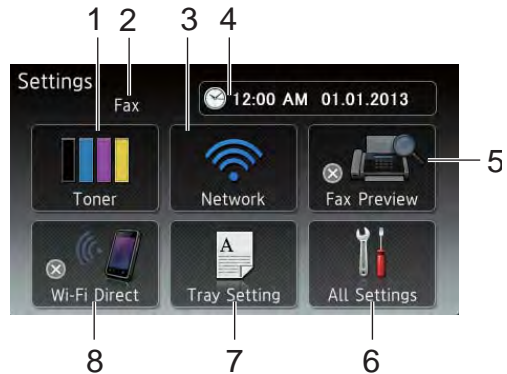 1 2 3 4
Settings
Fax
12:00 AM 01.01.2013
5
Toner Network Fax Preview
A
Wi-Fi Direct Tray Setting All Settings
8 7 6